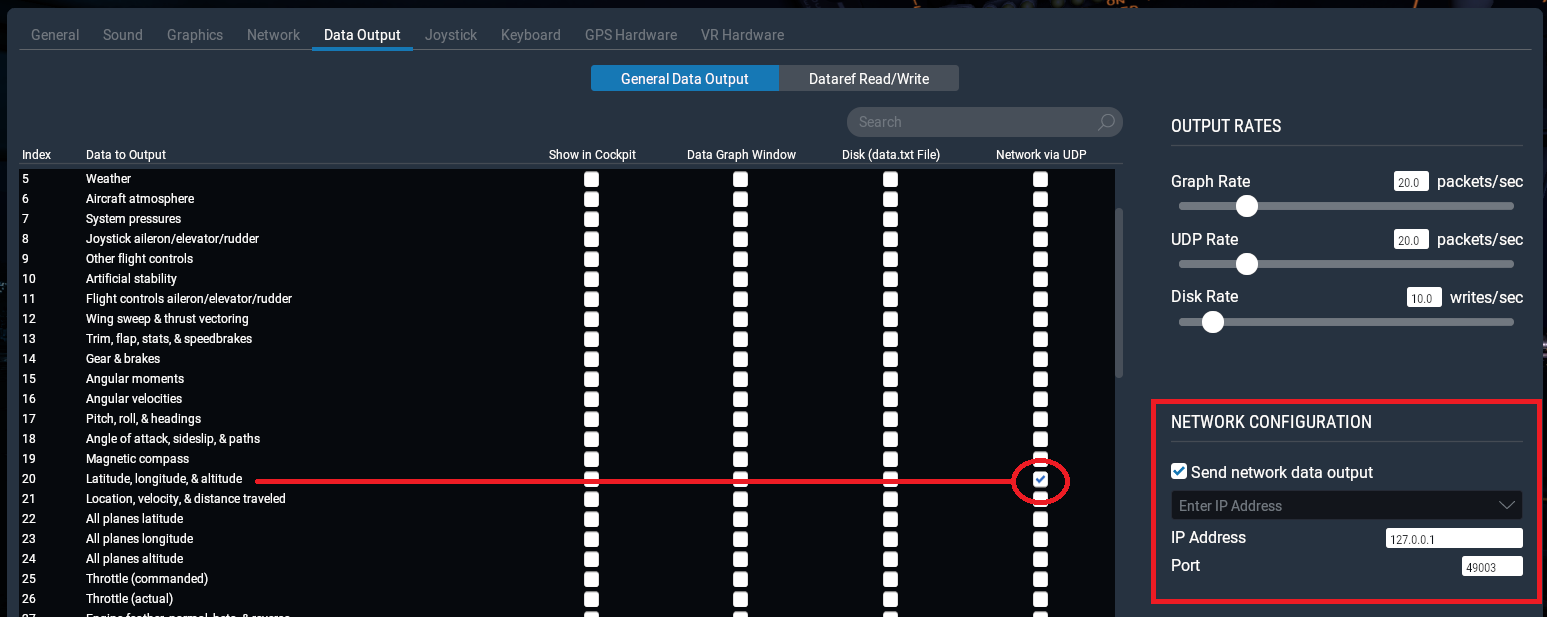 General Sound Graphics Network Data Output Joystick Keyboard GPS Hardware VR Hardware
General Data Output Dataref Read/Write
Search
Index Data to Output Show in Cockpit Data Graph Window Disk (data.txt File) Network via UDP
5 Weather
6 Aircraft atmosphere
7 System pressures
8 Joystick aileron/elevator/rudder
9 Other flight controls
10 Artificial stability
11 Flight controls aileron/elevator/rudder
12 Wing sweep & thrust vectoring
13 Trim, flap, stats, & speedbrakes
14 Gear & brakes
15 Angular moments
16 Angular velocities
17 Pitch, roll, & headings
18 Angle of attack, sideslip, & paths
19 Magnetic compass
20 Latitude, longitude, & altitude
21 Location, velocity, & distance traveled
22 All planes latitude
23 All planes longitude
24 All planes altitude
25 Throttle (commanded)
26 Throttle (actual)
OUTPUT RATES
Graph Rate 20.0 packets/sec
UDP Rate 20.0 packets/sec
Disk Rate 10.0 writes/sec
NETWORK CONFIGURATION
Send network data output
Enter IP Address
IP Address 127.0.0.1
Port 49003